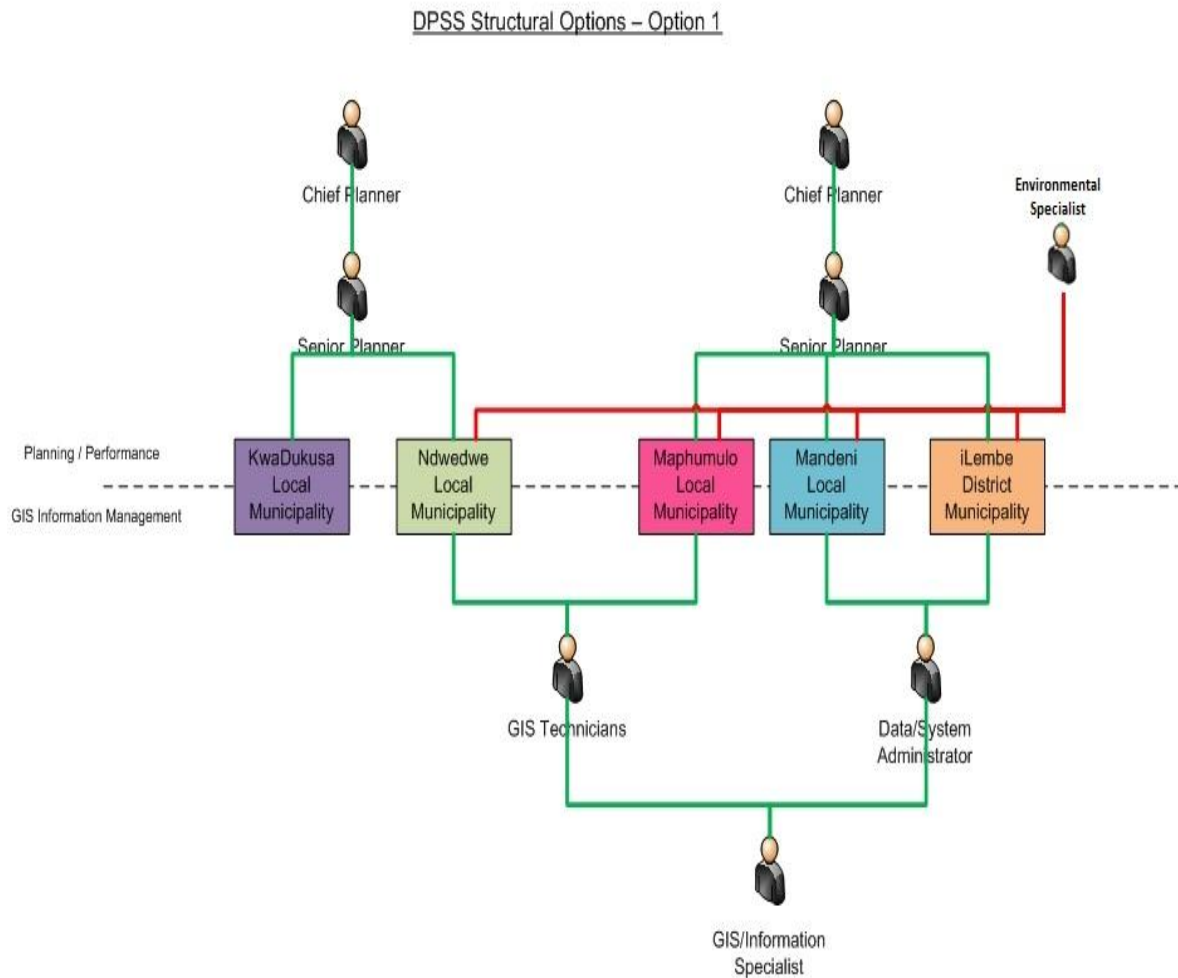 DPSS Structural Options – Option 1
Chief Planner
Chief Planner
Environmental
Specialist
Senior Planner
Senior Planner
Planning / Performance
GIS Information Management
KwaDukusa
Local
Municipality
Ndwedwe
Local
Municipality
Maphumulo
Local
Municipality
Mandeni
Local
Municipality
iLembe
District
Municipality
GIS Technicians
Data/System
Administrator
GIS/Information
Specialist